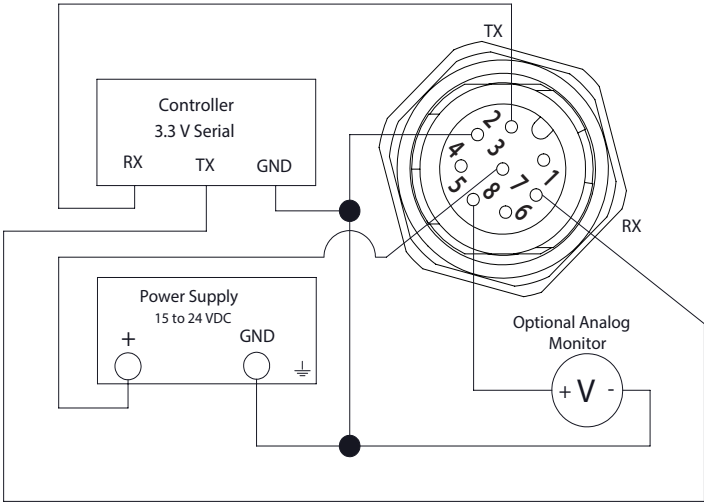 TX
Controller
3.3 V Serial
RX TX GND
2
3
4
1
5
8
7
6
RX
Power Supply
15 to 24 VDC
+ GND
Optional Analog
Monitor
+ V -